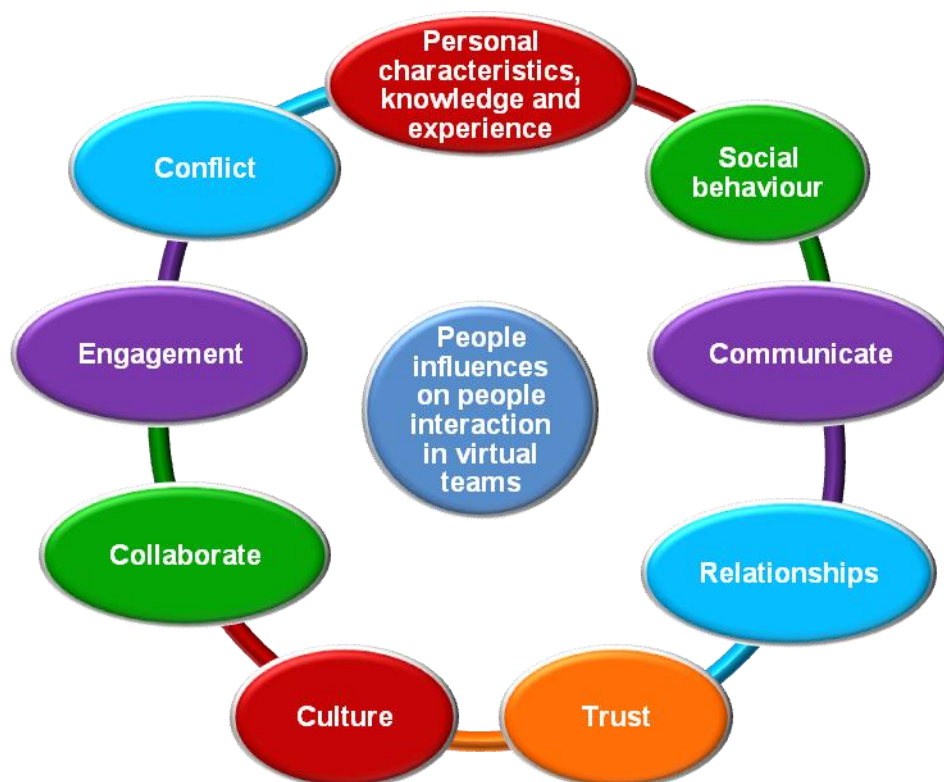 Personal
characteristics,
knowledge and
experience
Social
behaviour
Communicate
Relationships
Trust
Culture
Collaborate
Engagement
Conflict
People
influences
on people
interaction
in virtual
teams